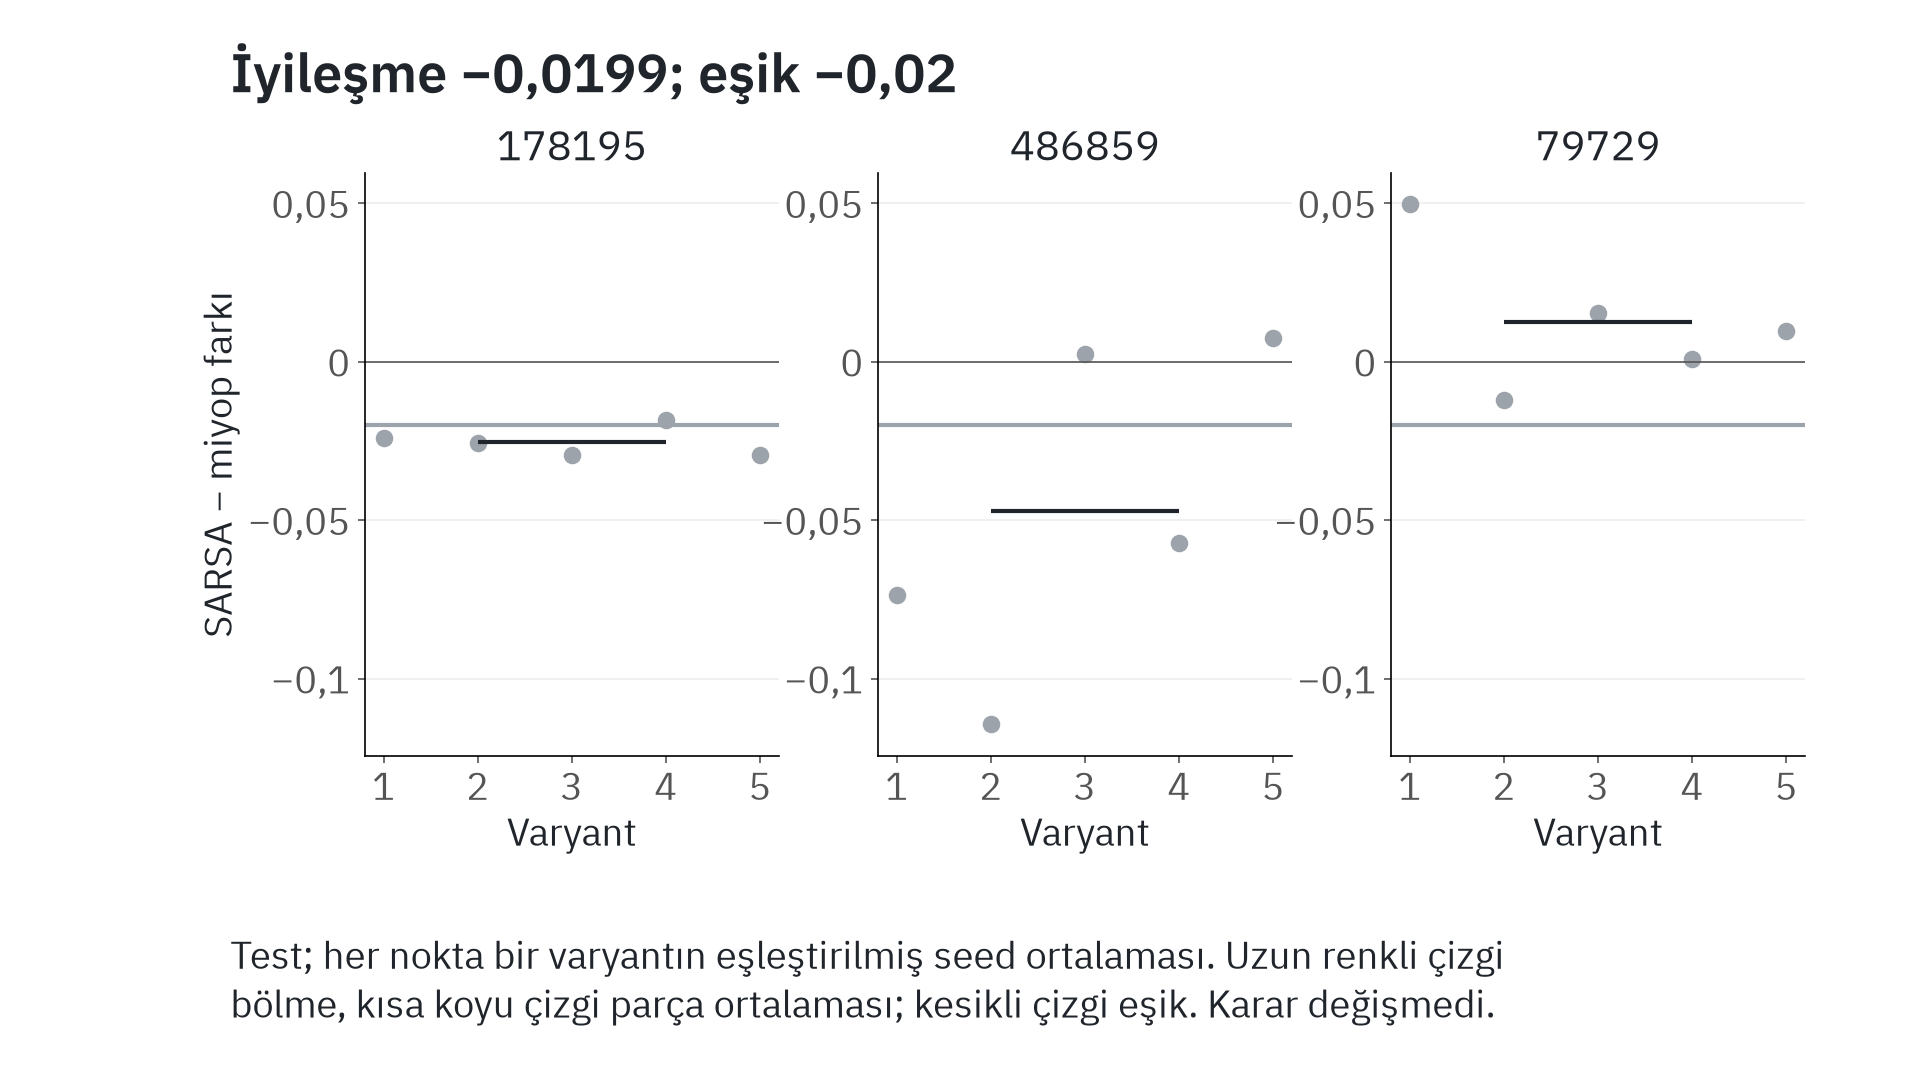 İyileşme −0,0199; eşik −0,02
178195
486859
79729
SARSA – miyop farkı
0,05
0
−0,05
−0,1
0,05
0
−0,05
−0,1
0,05
0
−0,05
−0,1
1 2 3 4 5
1 2 3 4 5
1 2 3 4 5
Varyant
Varyant
Varyant
Test; her nokta bir varyantın eşleştirilmiş seed ortalaması. Uzun renkli çizgi
bölme, kısa koyu çizgi parça ortalaması; kesikli çizgi eşik. Karar değişmedi.